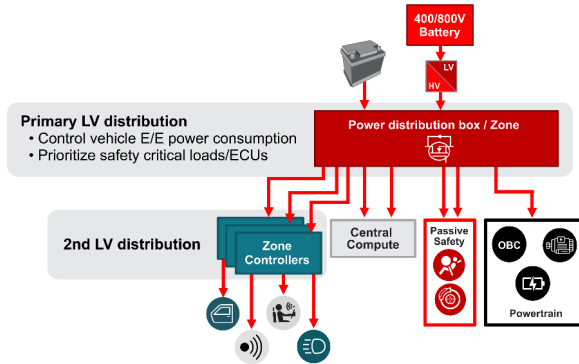 400/800V
Battery
LV
HV
Primary LV distribution
• Control vehicle E/E power consumption
• Prioritize safety critical loads/ECUs
Power distribution box / Zone
2nd LV distribution
Zone
Controllers
Central
Compute
Passive
Safety
OBC
Powertrain